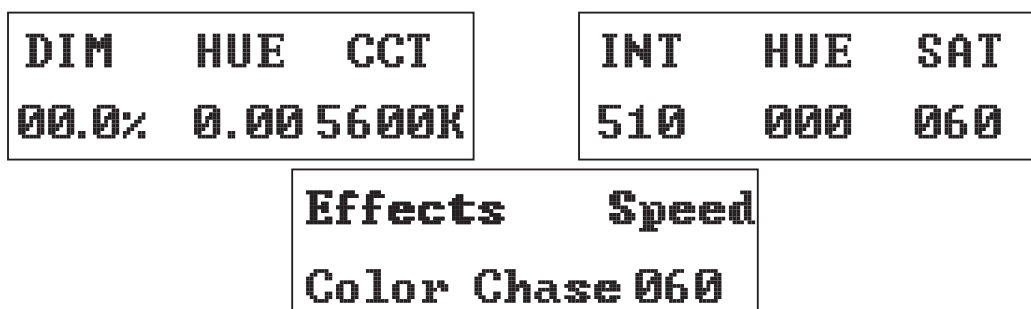 DIM HUE CCT
00.0% 0.00 5600K
INT HUE SAT
510 000 060
Effects Speed
Color Chase 060